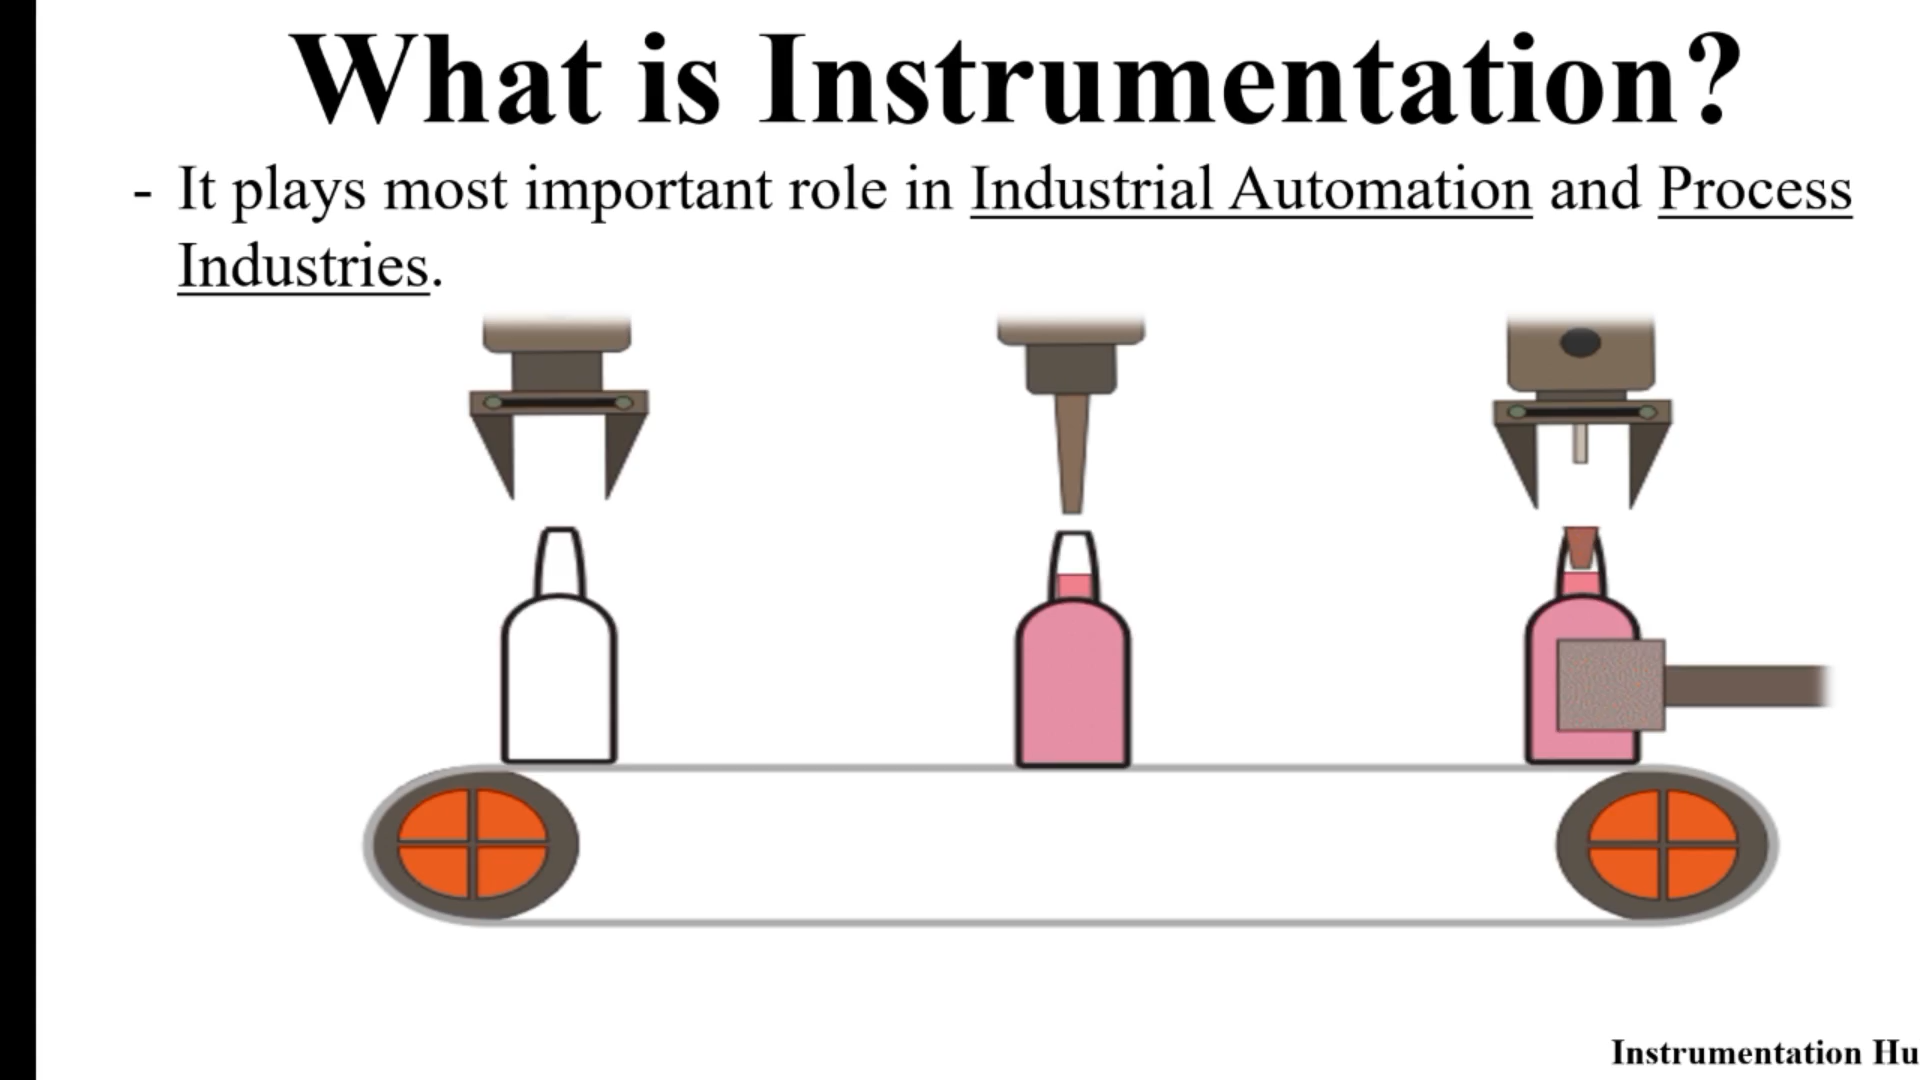 What is Instrumentation?
- It plays most important role in Industrial Automation and Process
Industries.
Instrumentation Hu